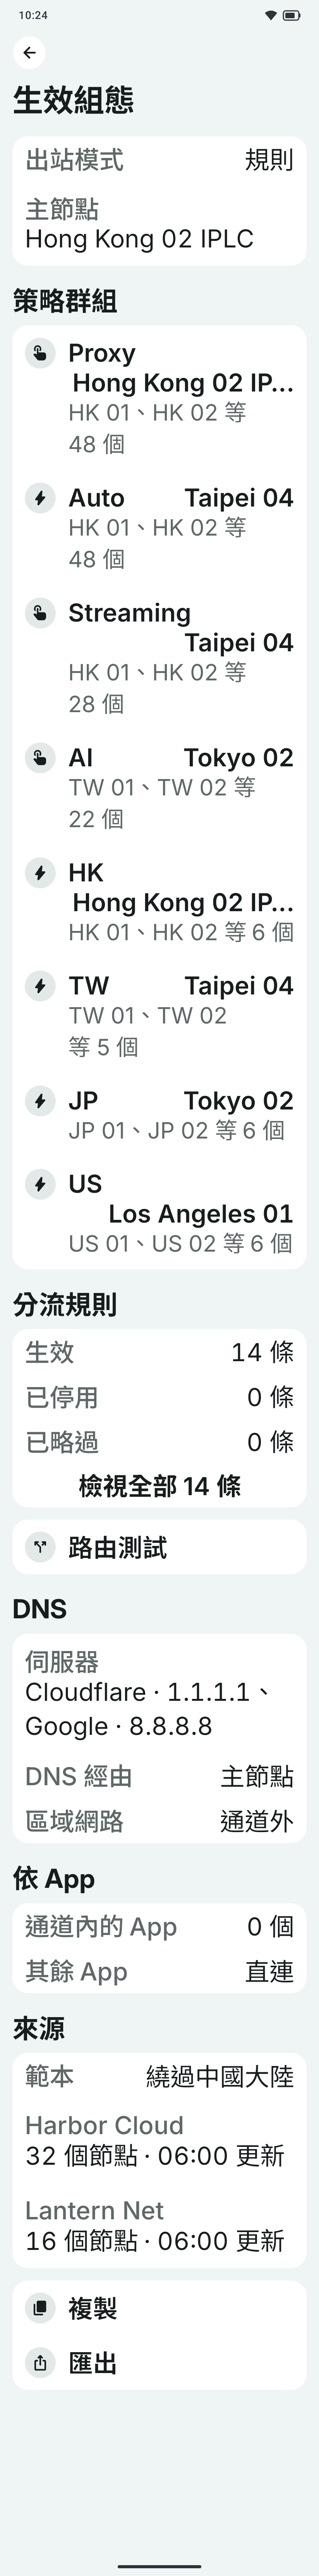 10:24
生效組態
出站模式 規則
主節點
Hong Kong 02 IPLC
策略群組
Proxy
Hong Kong 02 IP...
HK 01、HK 02 等
48 個
Auto Taipei 04
HK 01、HK 02 等
48 個
Streaming
Taipei 04
HK 01、HK 02 等
28 個
AI Tokyo 02
TW 01、TW 02 等
22 個
HK
Hong Kong 02 IP...
HK 01、HK 02 等 6 個
TW Taipei 04
TW 01、TW 02
等 5 個
JP Tokyo 02
JP 01、JP 02 等 6 個
US
Los Angeles 01
US 01、US 02 等 6 個
分流規則
生效 14 條
已停用 0 條
已略過 0 條
檢視全部 14 條
路由測試
DNS
伺服器
Cloudflare · 1.1.1.1、
Google · 8.8.8.8
DNS 經由 主節點
區域網路 通道外
依 App
通道內的 App 0 個
其餘 App 直連
來源
範本 繞過中國大陸
Harbor Cloud
32 個節點 · 06:00 更新
Lantern Net
16 個節點 · 06:00 更新
複製
匯出